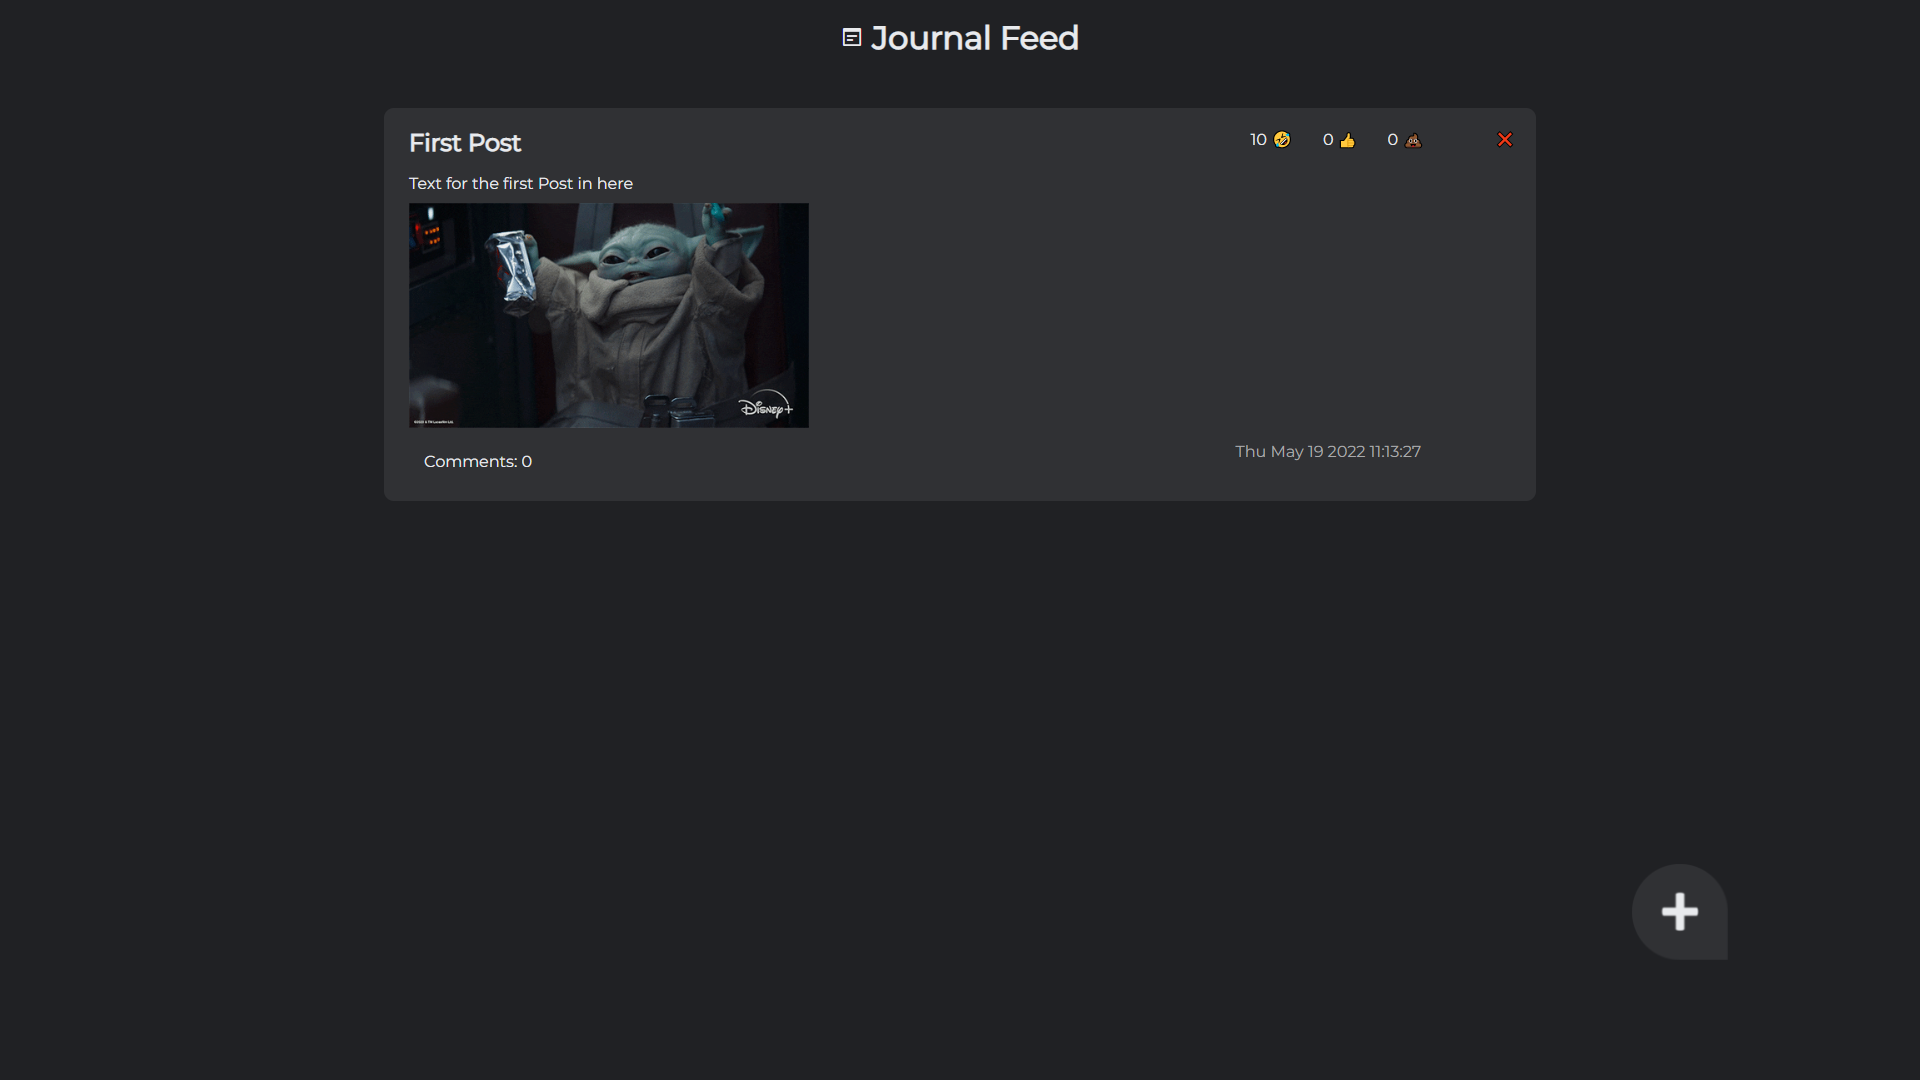 Journal Feed
First Post
10 🤣 0 👍 0 💩 ❌
Text for the first Post in here
Disney+
Comments: 0
Thu May 19 2022 11:13:27